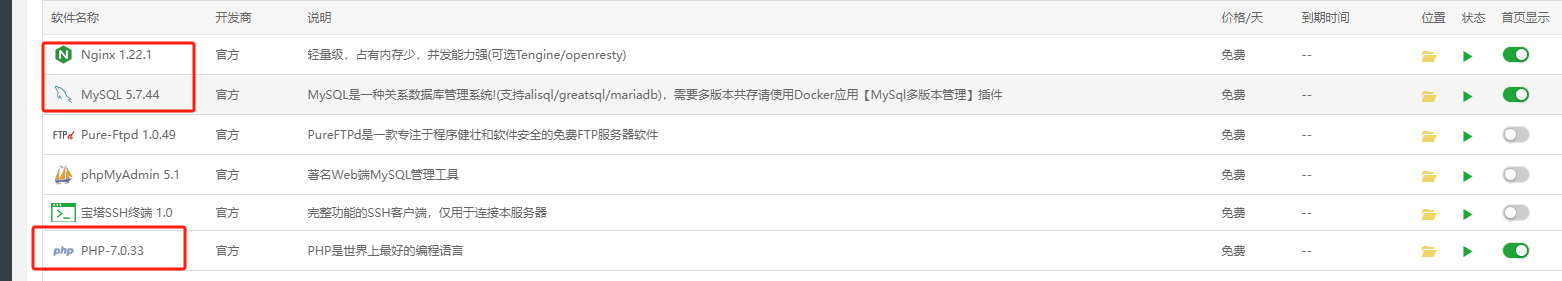 软件名称 开发商 说明 价格/天 到期时间 位置 状态 首页显示
Nginx 1.22.1 官方 轻量级，占有内存少，并发能力强(可选Tengine/openresty) 免费 --
MySQL 5.7.44 官方 MySQL是一种关系数据库管理系统!(支持alisql/greatsql/mariadb)，需要多版本共存请使用Docker应用【MySql多版本管理】插件 免费 --
FTPd Pure-Ftpd 1.0.49 官方 PureFTPd是一款专注于程序健壮和软件安全的免费FTP服务器软件 免费 --
phpMyAdmin 5.1 官方 著名Web端MySQL管理工具 免费 --
宝塔SSH终端 1.0 官方 完整功能的SSH客户端，仅用于连接本服务器 免费 --
php PHP-7.0.33 官方 PHP是世界上最好的编程语言 免费 --